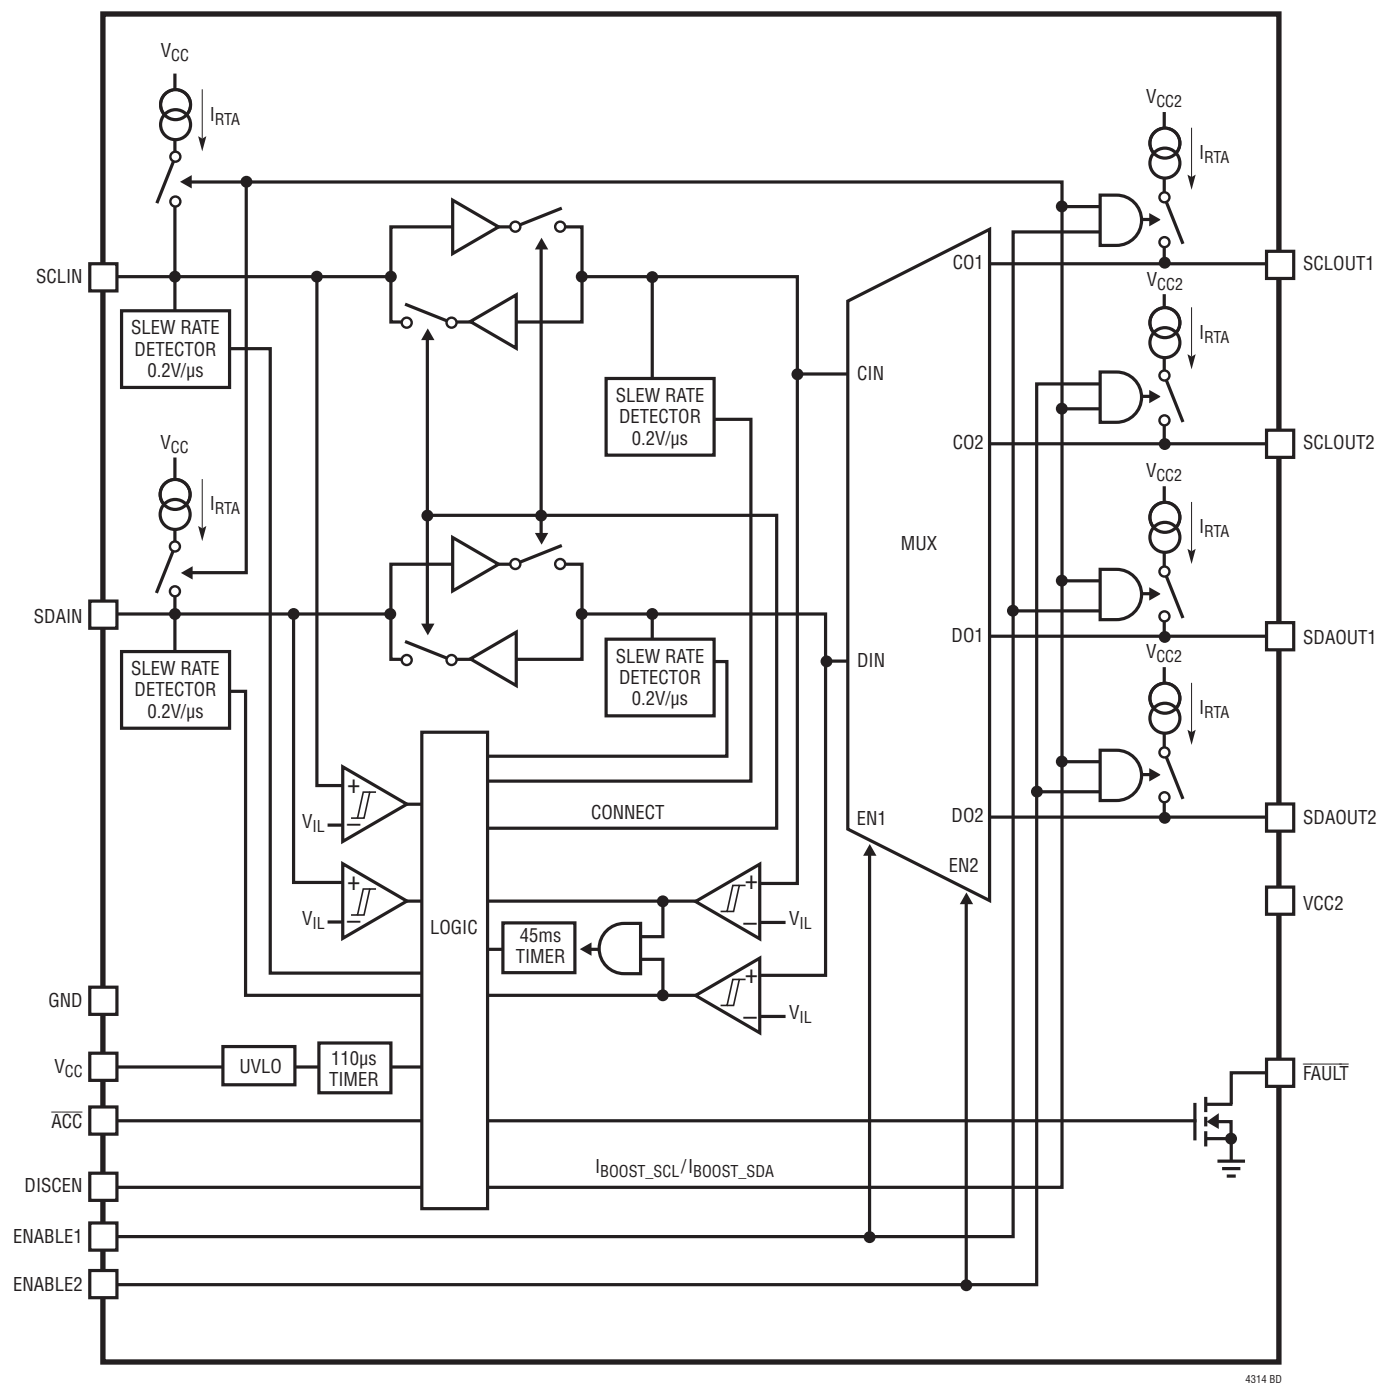 VCC
IRTA
VCC2
IRTA
SCLIN
CO1
SCLOUT1
VCC2
SLEW RATE
DETECTOR
0.2V/µs
IRTA
CIN
SLEW RATE
DETECTOR
0.2V/µs
VCC
CO2
SCLOUT2
VCC2
IRTA
IRTA
MUX
SDAIN
DO1
SDAOUT1
VCC2
SLEW RATE
DETECTOR
0.2V/µs
SLEW RATE
DETECTOR
0.2V/µs
DIN
IRTA
CONNECT
VIL
EN1
DO2
SDAOUT2
EN2
VCC2
VIL
VIL
LOGIC
45ms
TIMER
GND
VIL
VCC
UVLO
110µs
TIMER
FAULT
ACC
IBOOST_SCL/IBOOST_SDA
DISCEN
ENABLE1
ENABLE2
4314 BD